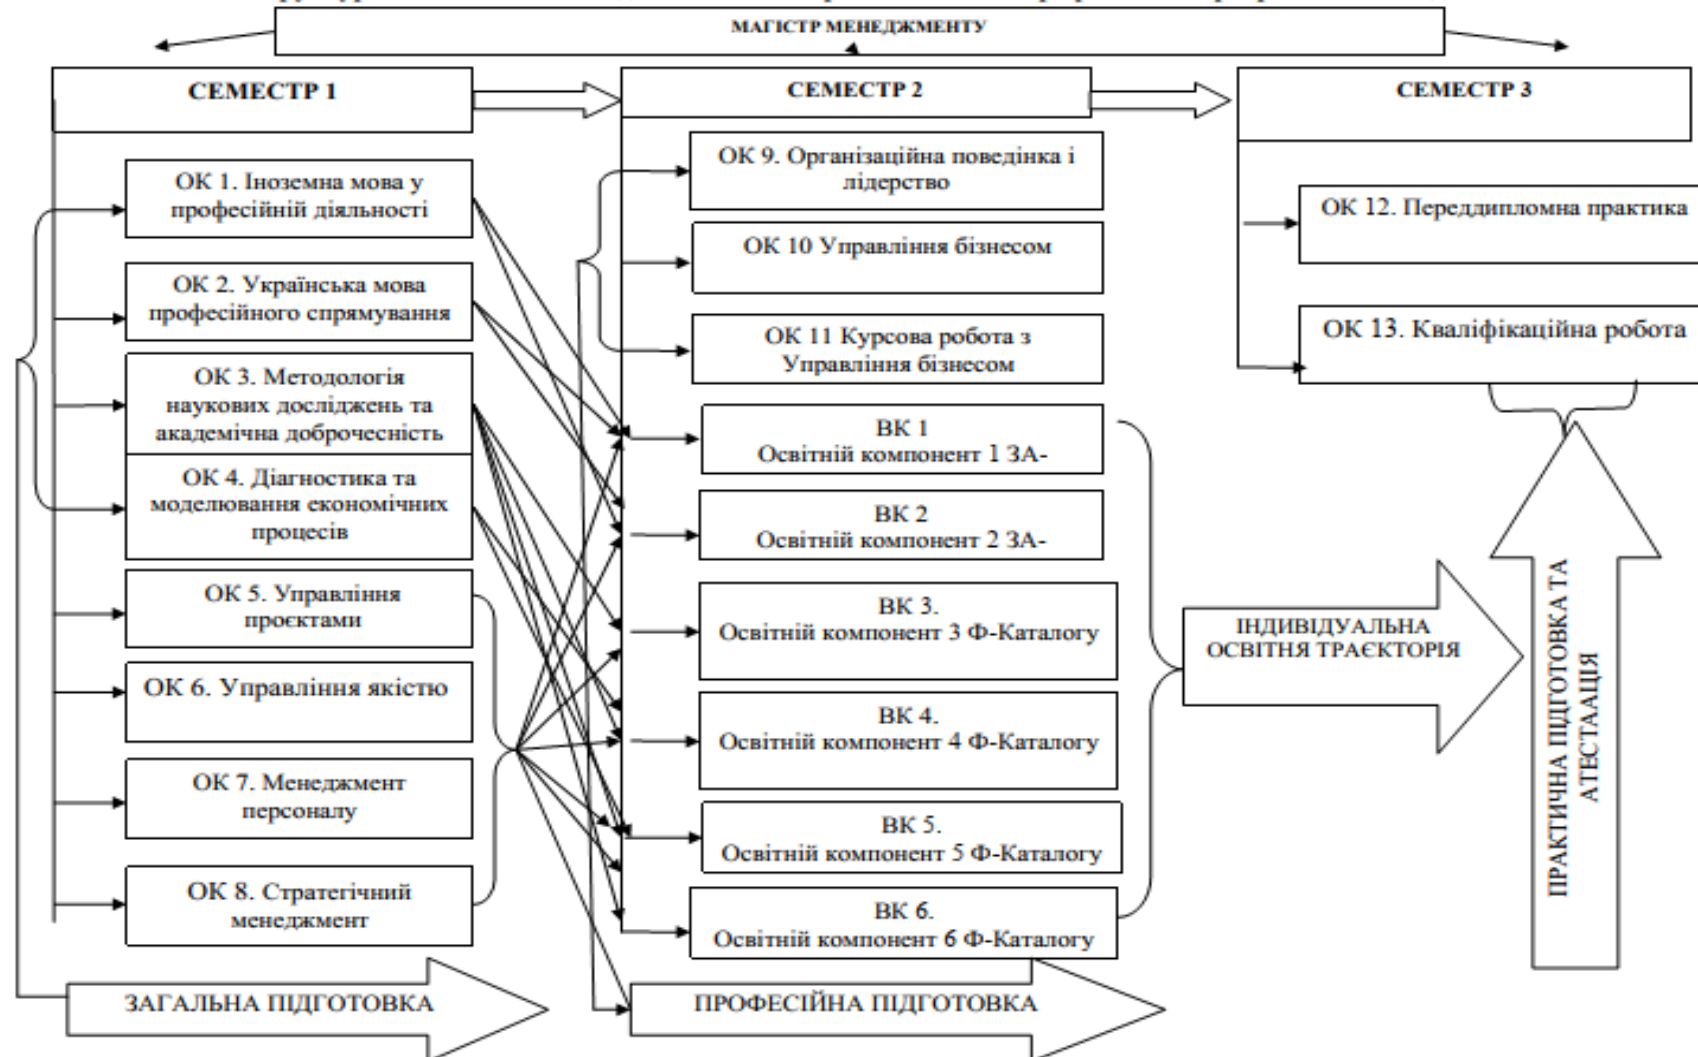 МАГІСТР МЕНЕДЖМЕНТУ
СЕМЕСТР 1
ОК 1. Іноземна мова у
професійній діяльності
ОК 2. Українська мова
професійного спрямування
ОК 3. Методологія
наукових досліджень та
академічна доброчесність
ОК 4. Діагностика та
моделювання економічних
процесів
ОК 5. Управління
проєктами
ОК 6. Управління якістю
ОК 7. Менеджмент
персоналу
ОК 8. Стратегічний
менеджмент
ЗАГАЛЬНА ПІДГОТОВКА
СЕМЕСТР 2
ОК 9. Організаційна поведінка і
лідерство
ОК 10 Управління бізнесом
ОК 11 Курсова робота з
Управління бізнесом
ВК 1
Освітній компонент 1 ЗА-
ВК 2
Освітній компонент 2 ЗА-
ВК 3.
Освітній компонент 3 Ф-Каталогу
ВК 4.
Освітній компонент 4 Ф-Каталогу
ВК 5.
Освітній компонент 5 Ф-Каталогу
ВК 6.
Освітній компонент 6 Ф-Каталогу
ПРОФЕСІЙНА ПІДГОТОВКА
СЕМЕСТР 3
ОК 12. Переддипломна практика
ОК 13. Кваліфікаційна робота
ІНДИВІДУАЛЬНА
ОСВІТНЯ ТРАЄКТОРІЯ
ПРАКТИЧНА ПІДГОТОВКА ТА
АТЕСТААЦІЯ